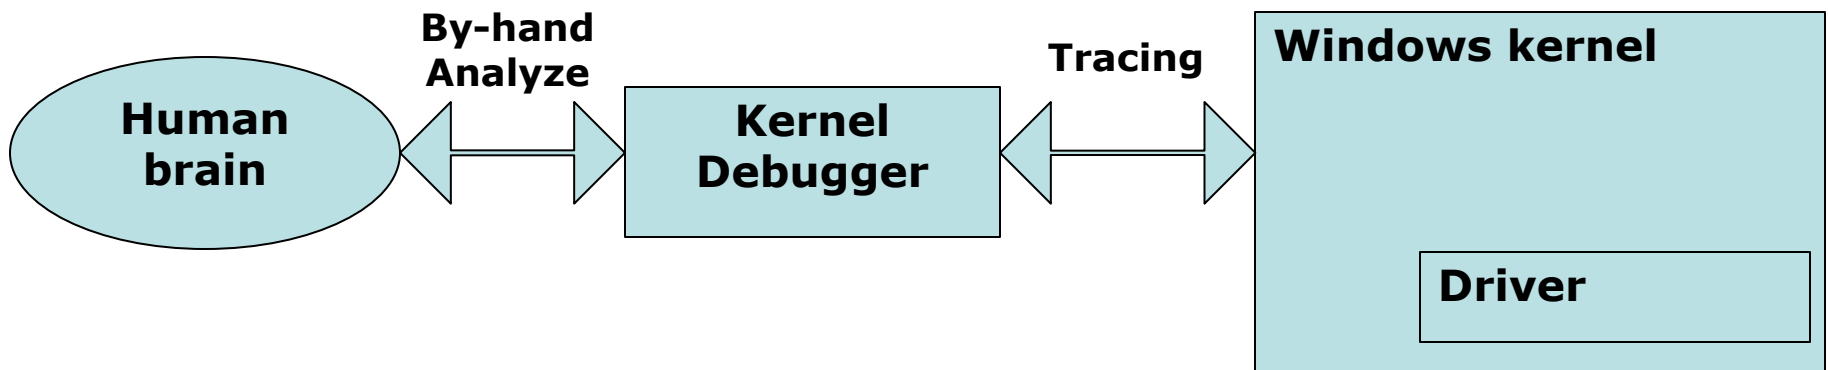 By-hand
Analyze
Human
brain
Kernel
Debugger
Tracing
Windows kernel
Driver